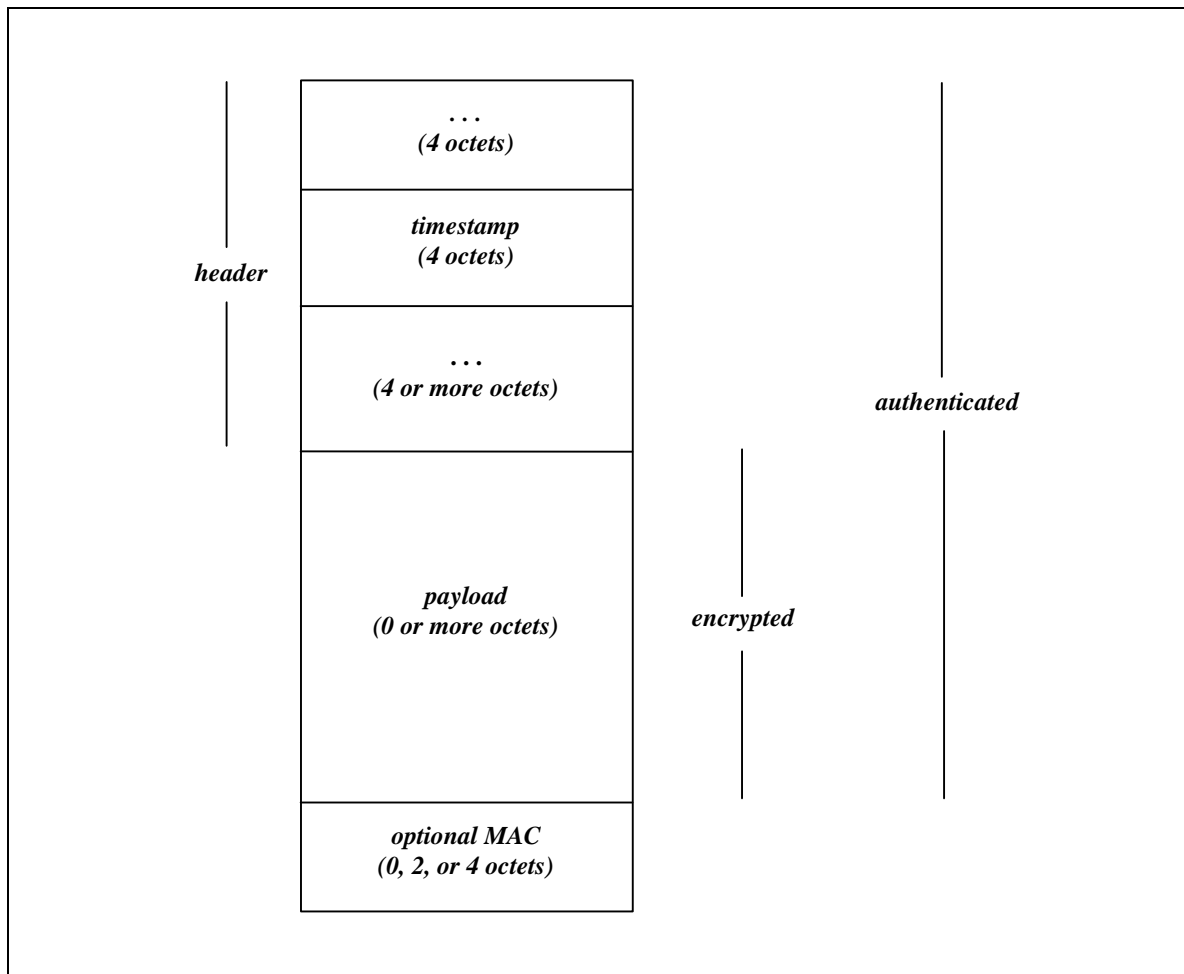 . . .
(4 octets)
timestamp
(4 octets)
header
. . .
(4 or more octets)
authenticated
payload
(0 or more octets)
encrypted
optional MAC
(0, 2, or 4 octets)